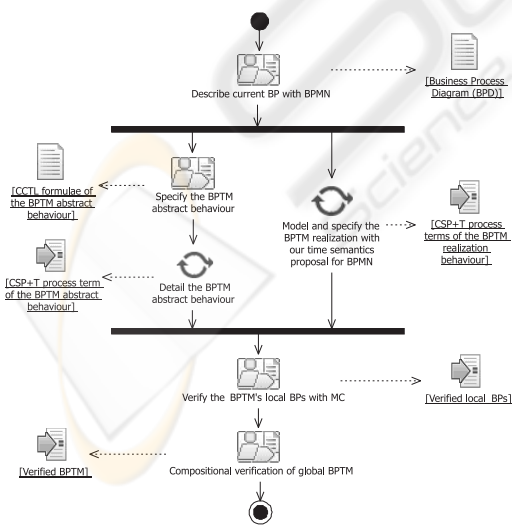 Describe current BP with BPMN
[Business Process
Diagram (BPD)]
[CCTL formulae of
the BPTM abstract
behaviour]
Specify the BPTM
abstract behaviour
Model and specify the
BPTM realization with
our time semantics
proposal for BPMN
[CSP+T process
terms of the BPTM
realization
behaviour]
[CSP+T process term
of the BPTM abstract
behaviour]
Detail the BPTM
abstract behaviour
Verify the BPTM's local BPs with MC
[Verified local BPs]
[Verified BPTM]
Compositional verification of global BPTM
Science